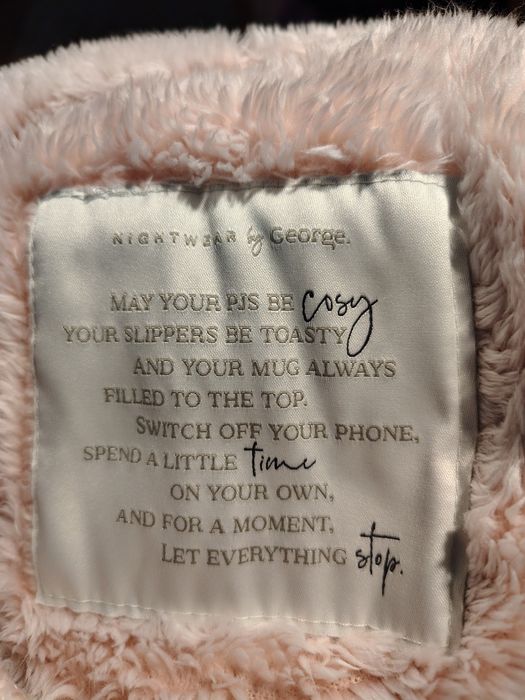 NIGHTWEAR by George.
MAY YOUR PJS BE cosy
YOUR SLIPPERS BE TOASTY
AND YOUR MUG ALWAYS
FILLED TO THE TOP.
SWITCH OFF YOUR PHONE,
SPEND A LITTLE time
ON YOUR OWN,
AND FOR A MOMENT,
LET EVERYTHING stop.